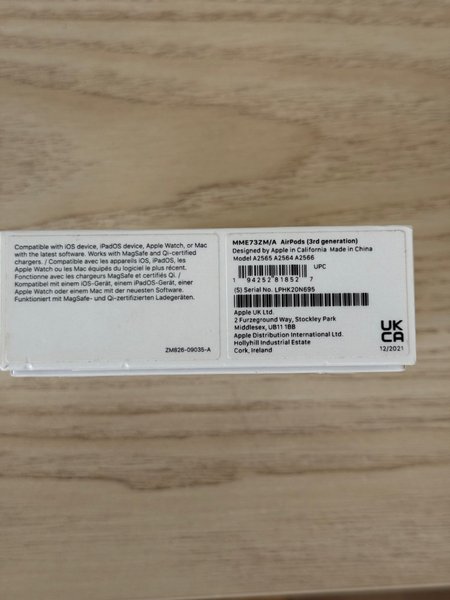 Compatible with iOS device, iPadOS device, Apple Watch, or Mac
with the latest software. Works with MagSafe and Qi-certified
chargers. / Compatible avec les appareils iOS, iPadOS, les
Apple Watch ou les Mac équipés du logiciel le plus récent.
Fonctionne avec les chargeurs MagSafe et certifiés Qi. /
Kompatibel mit einem iOS-Gerät, einem iPadOS-Gerät, einer
Apple Watch oder einem Mac mit der neuesten Software.
Funktioniert mit MagSafe- und Qi-zertifizierten Ladegeräten.
ZM826-09035-A
MME73ZM/A AirPods (3rd generation)
Designed by Apple in California Made in China
Model A2565 A2564 A2566
UPC
1 94252 81852 7
(S) Serial No. LPHK20N695
Apple UK Ltd.
2 Furzeground Way, Stockley Park
Middlesex, UB11 1BB
Apple Distribution International Ltd.
Hollyhill Industrial Estate
Cork, Ireland
UK
CA
12/2021